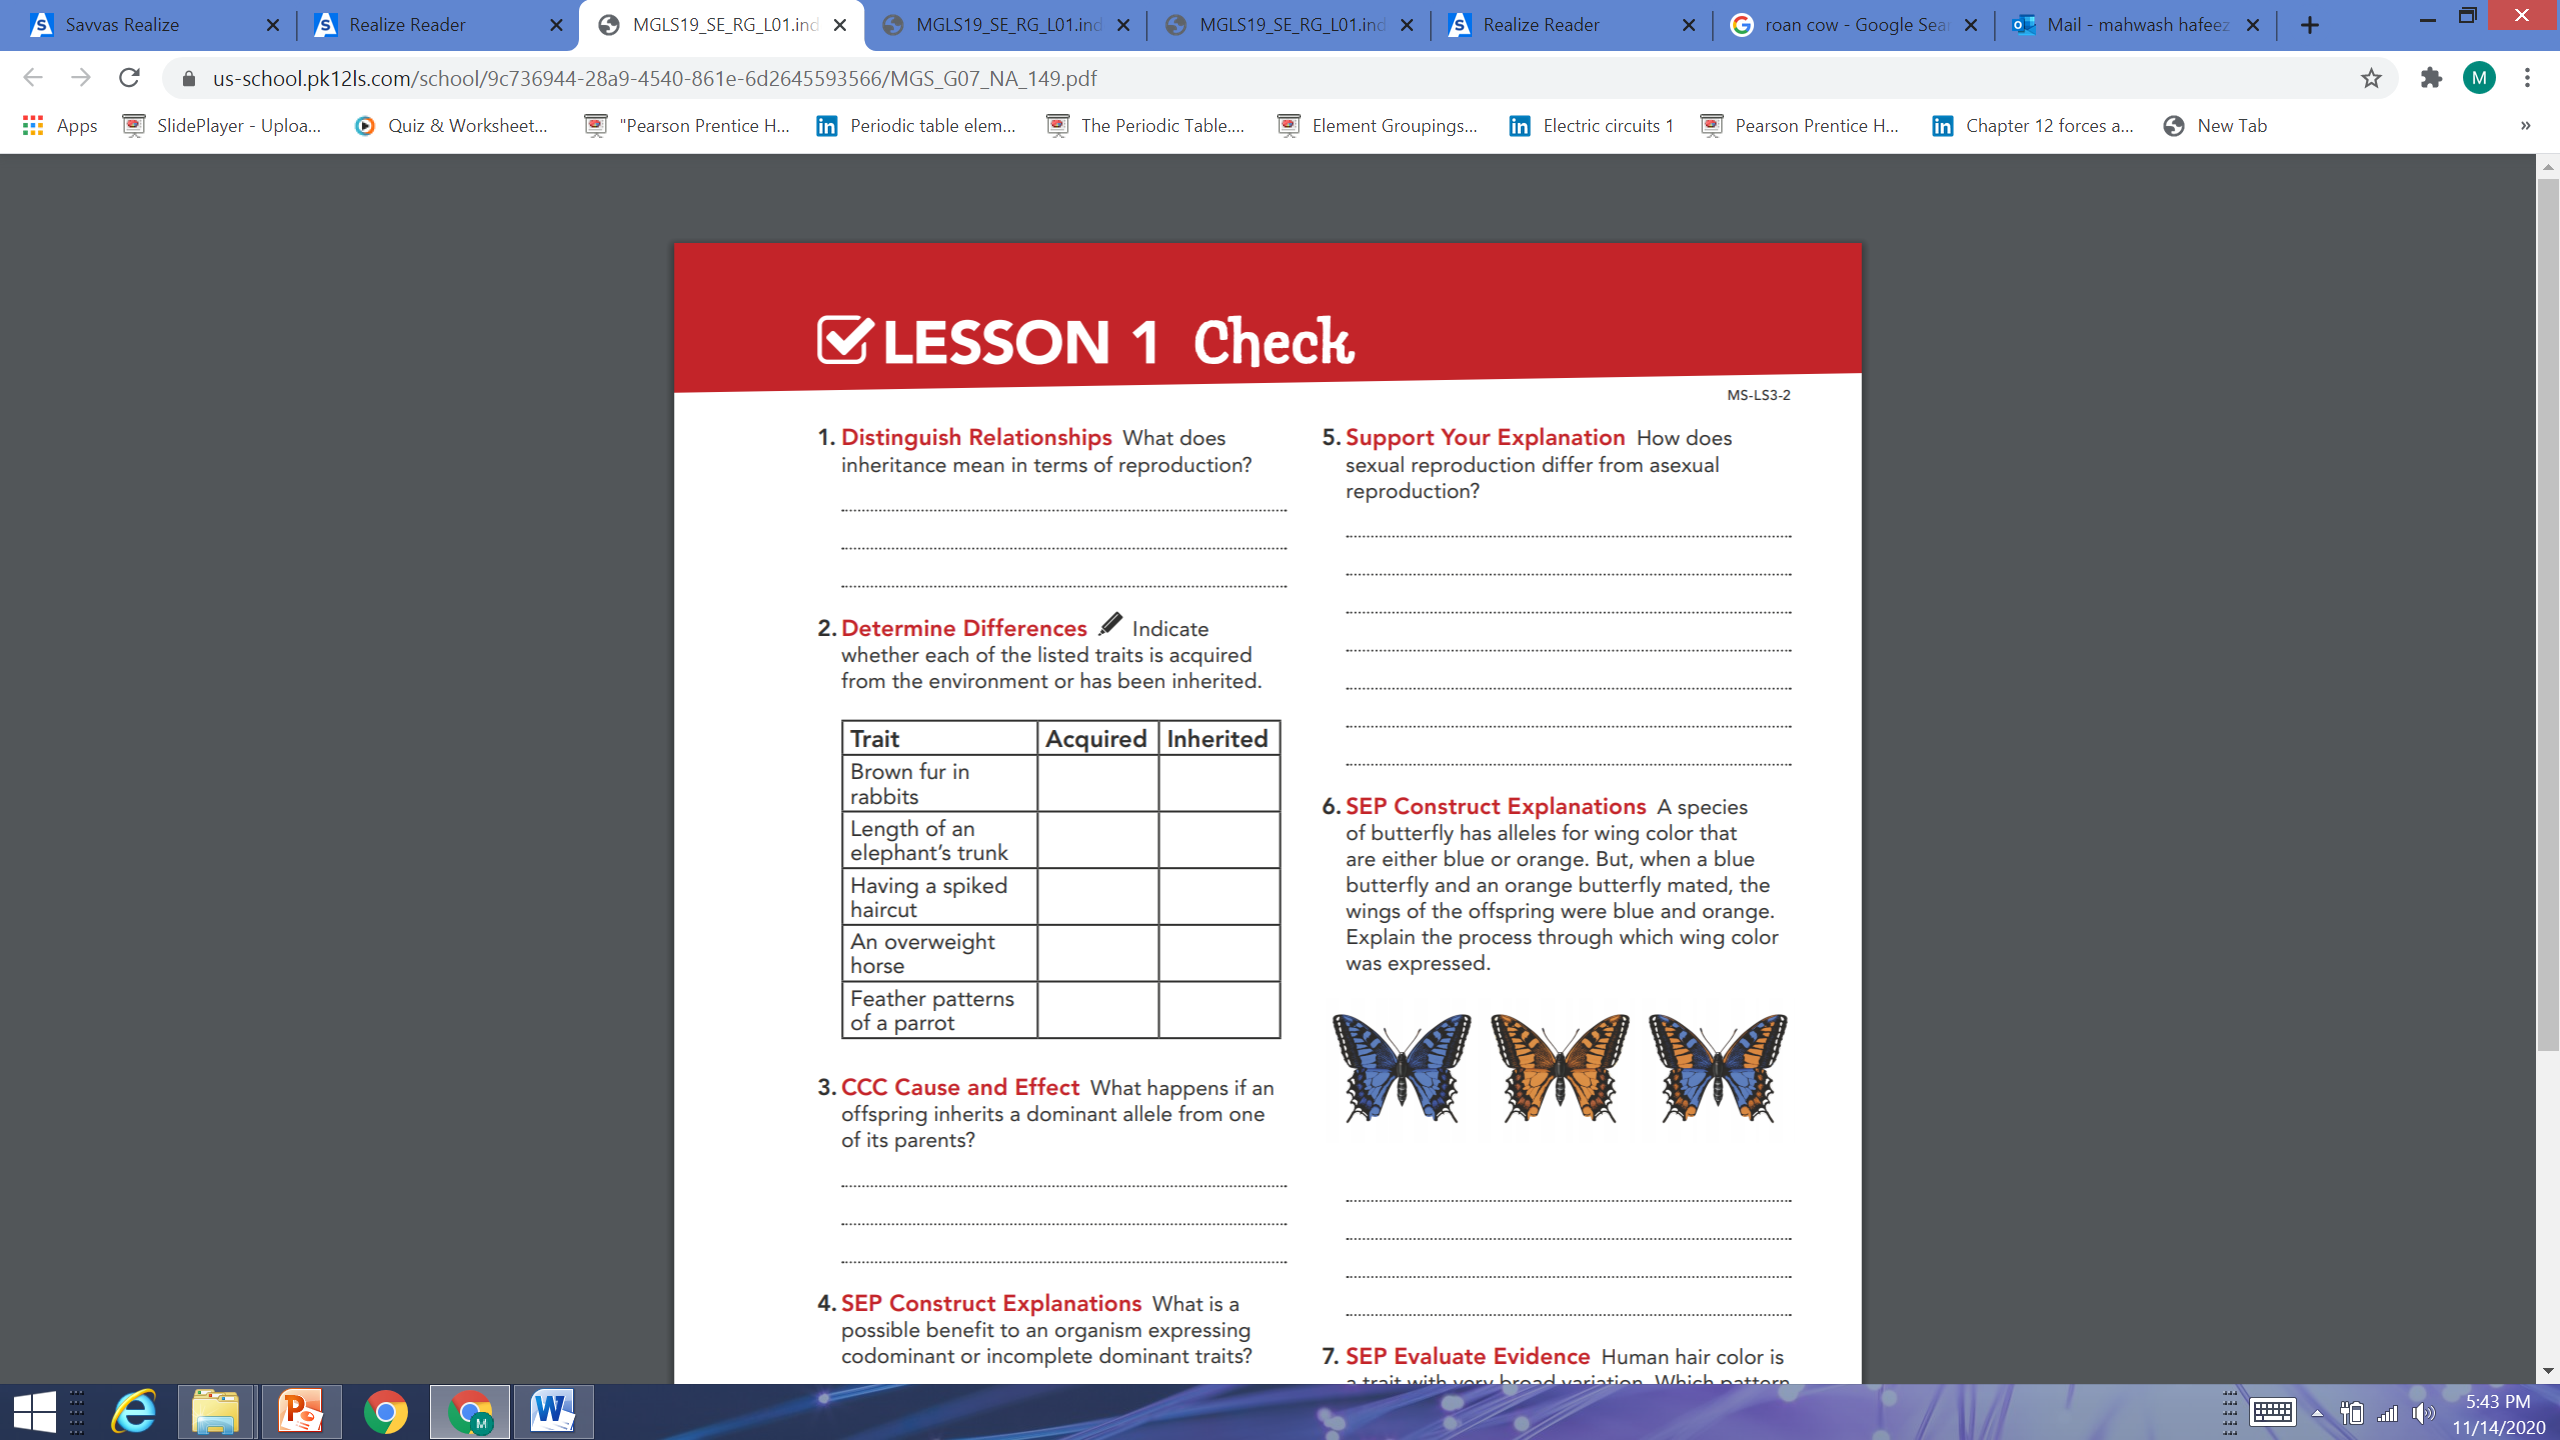 Savvas Realize
Realize Reader
MGLS19_SE_RG_L01.ind
MGLS19_SE_RG_L01.ind
MGLS19_SE_RG_L01.ind
Realize Reader
roan cow - Google Sear
Mail - mahwash hafeez
us-school.pk12ls.com/school/9c736944-28a9-4540-861e-6d2645593566/MGS_G07_NA_149.pdf
M
Apps
SlidePlayer - Uploa...
Quiz & Worksheet...
"Pearson Prentice H...
Periodic table elem...
The Periodic Table....
Element Groupings...
Electric circuits 1
Pearson Prentice H...
Chapter 12 forces a...
New Tab
»
LESSON 1 Check
MS-LS3-2
1. Distinguish Relationships What does
inheritance mean in terms of reproduction?
2. Determine Differences Indicate
whether each of the listed traits is acquired
from the environment or has been inherited.
Trait Acquired Inherited
Brown fur in
rabbits
Length of an
elephant's trunk
Having a spiked
haircut
An overweight
horse
Feather patterns
of a parrot
3. CCC Cause and Effect What happens if an
offspring inherits a dominant allele from one
of its parents?
4. SEP Construct Explanations What is a
possible benefit to an organism expressing
codominant or incomplete dominant traits?
5. Support Your Explanation How does
sexual reproduction differ from asexual
reproduction?
6. SEP Construct Explanations A species
of butterfly has alleles for wing color that
are either blue or orange. But, when a blue
butterfly and an orange butterfly mated, the
wings of the offspring were blue and orange.
Explain the process through which wing color
was expressed.
7. SEP Evaluate Evidence Human hair color is
a trait with very broad variation. Which pattern
5:43 PM
11/14/2020